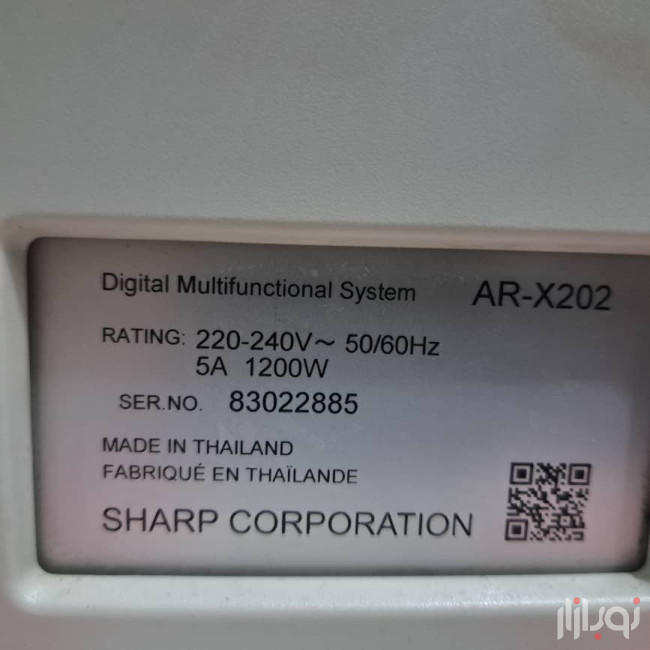 Digital Multifunctional System AR-X202
RATING: 220-240V~ 50/60Hz
5A 1200W
SER.NO. 83022885
MADE IN THAILAND
FABRIQUÉ EN THAÏLANDE
SHARP CORPORATION
نوبازار